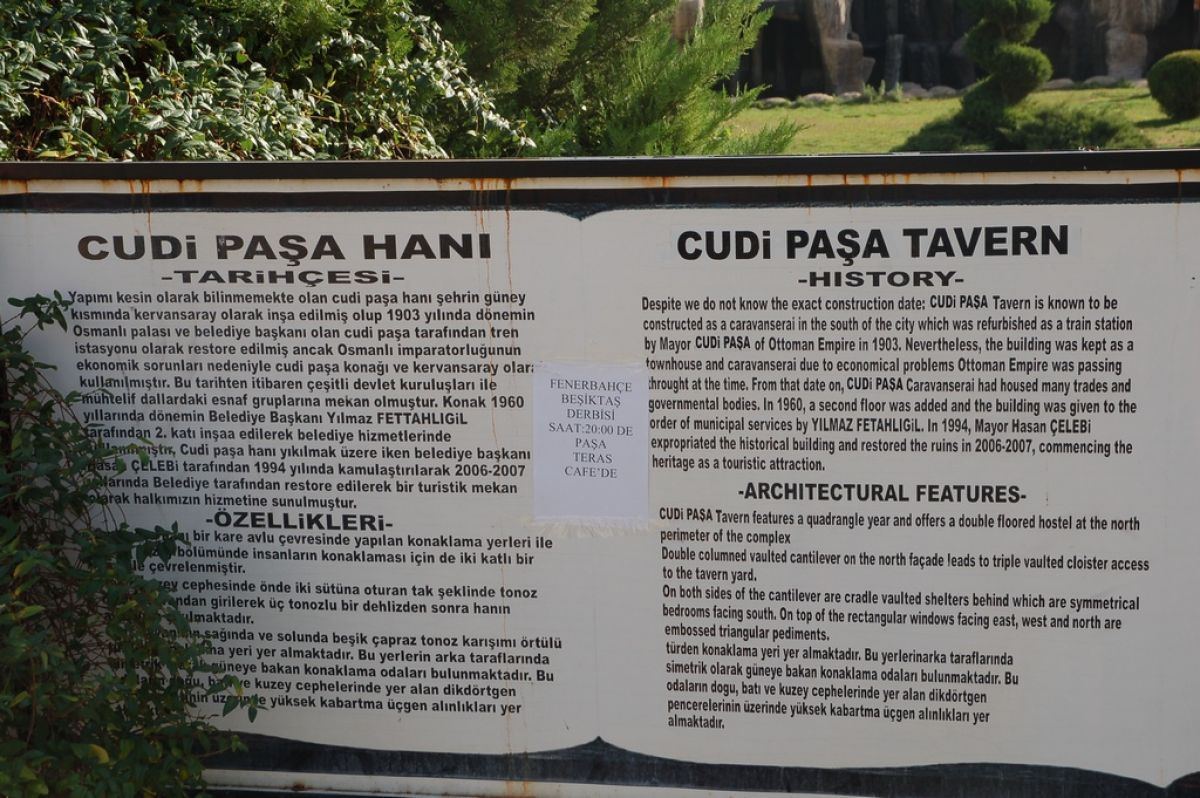 CUDİ PAŞA HANI
-TARİHÇESİ-
Yapımı kesin olarak bilinmemekte olan cudi paşa hanı şehrin güney
kısmında kervansaray olarak inşa edilmiş olup 1903 yılında dönemin
Osmanlı palası ve belediye başkanı olan cudi paşa tarafından tren
istasyonu olarak restore edilmiş ancak Osmanlı imparatorluğunun
ekonomik sorunları nedeniyle cudi paşa konağı ve kervansaray olara
kullanılmıştır. Bu tarihten itibaren çeşitli devlet kuruluşları ile
mühtelif dallardaki esnaf gruplarına mekan olmuştur. Konak 1960
yıllarında dönemin Belediye Başkanı Yılmaz FETTAHLIGİL
tarafından 2. katı inşaa edilerek belediye hizmetlerinde
Cudi paşa hanı yıkılmak üzere iken belediye başkanı
ÇELEBİ tarafından 1994 yılında kamulaştırılarak 2006-2007
yıllarında Belediye tarafından restore edilerek bir turistik mekan
olarak halkımızın hizmetine sunulmuştur.
-ÖZELLİKLERİ-
bir kare avlu çevresinde yapılan konaklama yerleri ile
bölümünde insanların konaklaması için de iki katlı bir
çevrelenmiştir.
cephesinde önde iki sütüna oturan tak şeklinde tonoz
girilerek üç tonozlu bir dehlizden sonra hanın
sağında ve solunda beşik çapraz tonoz karışımı örtülü
yeri yer almaktadır. Bu yerlerin arka taraflarında
güneye bakan konaklama odaları bulunmaktadır. Bu
doğu, batı ve kuzey cephelerinde yer alan dikdörtgen
üzerinde yüksek kabartma üçgen alınlıkları yer
FENERBAHÇE
BEŞİKTAŞ
DERBİSİ
SAAT:20:00 DE
PAŞA
TERAS
CAFE'DE
CUDİ PAŞA TAVERN
-HISTORY-
Despite we do not know the exact construction date: CUDİ PAŞA Tavern is known to be
constructed as a caravanserai in the south of the city which was refurbished as a train station
by Mayor CUDİ PAŞA of Ottoman Empire in 1903. Nevertheless, the building was kept as a
townhouse and caravanserai due to economical problems Ottoman Empire was passing
throught at the time. From that date on, CUDİ PAŞA Caravanserai had housed many trades and
governmental bodies. In 1960, a second floor was added and the building was given to the
order of municipal services by YILMAZ FETAHLIGİL. In 1994, Mayor Hasan ÇELEBİ
expropriated the historical building and restored the ruins in 2006-2007, commencing the
heritage as a touristic attraction.
-ARCHITECTURAL FEATURES-
CUDİ PAŞA Tavern features a quadrangle year and offers a double floored hostel at the north
perimeter of the complex
Double columned vaulted cantilever on the north façade leads to triple vaulted cloister access
to the tavern yard.
On both sides of the cantilever are cradle vaulted shelters behind which are symmetrical
bedrooms facing south. On top of the rectangular windows facing east, west and north are
embossed triangular pediments.
türden konaklama yeri yer almaktadır. Bu yerlerinarka taraflarında
simetrik olarak güneye bakan konaklama odaları bulunmaktadır. Bu
odaların dogu, batı ve kuzey cephelerinde yer alan dikdörtgen
pencerelerinin üzerinde yüksek kabartma üçgen alınlıkları yer
almaktadır.